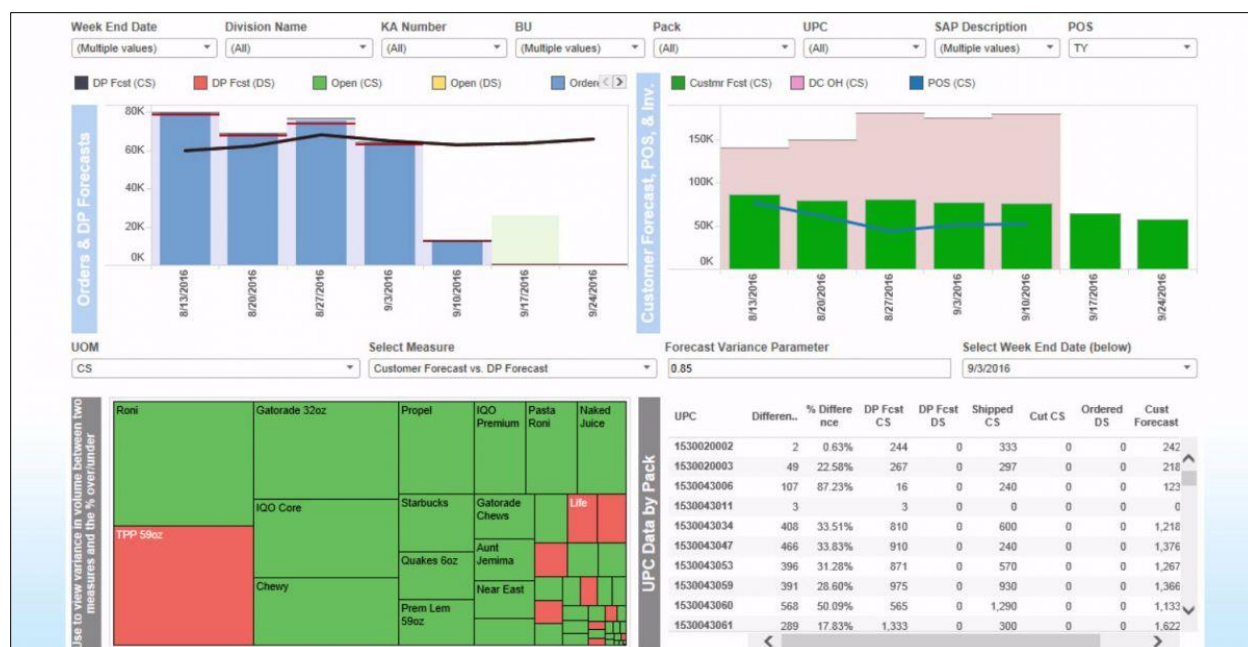 Week End Date Division Name KA Number BU Pack UPC SAP Description POS
(Multiple values) (All) (All) (Multiple values) (All) (All) (Multiple values) TY
DP Fcst (CS) DP Fcst (DS) Open (CS) Open (DS) Order
Custmr Fcst (CS) DC OH (CS) POS (CS)
Orders & DP Forecasts
80K
60K
40K
20K
0K
8/13/2016 8/20/2016 8/27/2016 9/3/2016 9/10/2016 9/17/2016 9/24/2016
Customer Forecast, POS, & Inv.
150K
100K
50K
0K
8/13/2016 8/20/2016 8/27/2016 9/3/2016 9/10/2016 9/17/2016 9/24/2016
UOM Select Measure Forecast Variance Parameter Select Week End Date (below)
CS Customer Forecast vs. DP Forecast 0.85 9/3/2016
Use to view variance in volume between two
measures and the % over/under
Roni
TPP 59oz
Gatorade 32oz
IQO Core
Chewy
Propel
Starbucks
Quakes 6oz
Prem Lem
59oz
IQO
Premium
Pasta
Roni
Naked
Juice
Gatorade
Chews
Life
Aunt
Jemima
Near East
UPC Data by Pack
UPC Differen.. % Differe
nce DP Fcst
CS DP Fcst
DS Shipped
CS Cut CS Ordered
DS Cust
Forecast
1530020002 2 0.63% 244 0 333 0 0 242
1530020003 49 22.58% 267 0 297 0 0 218
1530043006 107 87.23% 16 0 240 0 0 123
1530043011 3 3 0 0 0 0 0
1530043034 408 33.51% 810 0 600 0 0 1,218
1530043047 466 33.83% 910 0 240 0 0 1,376
1530043053 396 31.28% 871 0 570 0 0 1,267
1530043059 391 28.60% 975 0 930 0 0 1,366
1530043060 568 50.09% 565 0 1,290 0 0 1,133
1530043061 289 17.83% 1,333 0 300 0 0 1,622